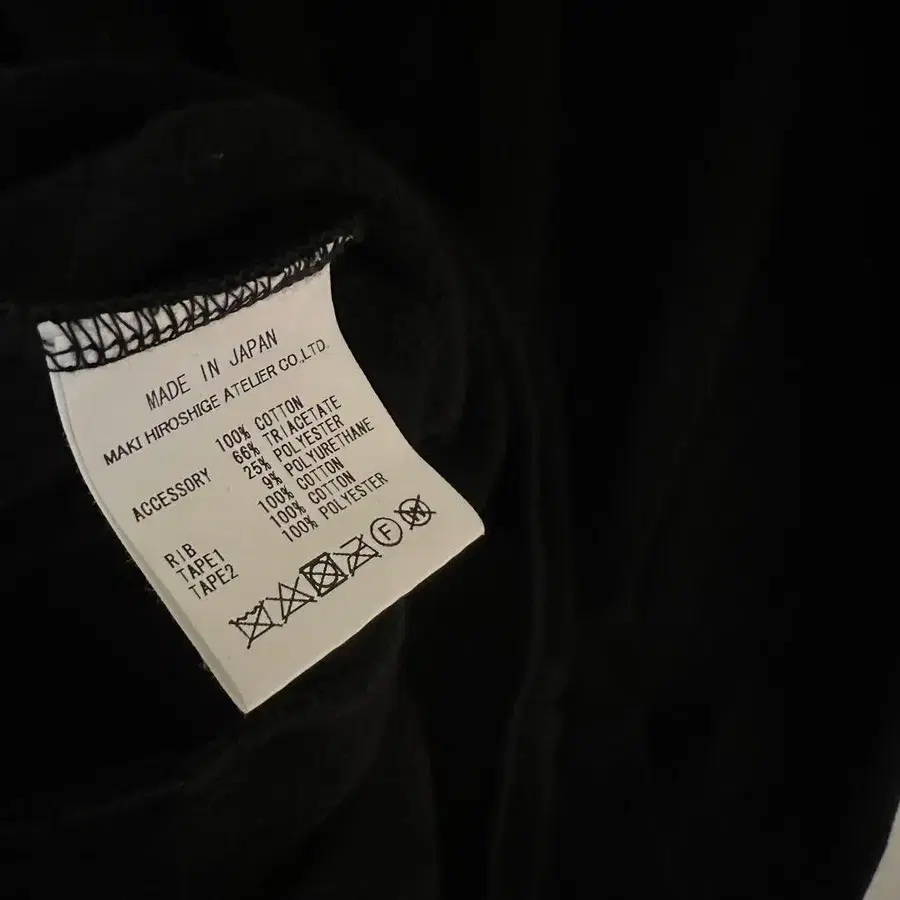 MADE IN JAPAN
MAKI HIROSHIGE ATELIER CO.,LTD.
100% COTTON
ACCESSORY 66% TRIACETATE
25% POLYESTER
9% POLYURETHANE
RIB 100% COTTON
TAPE1 100% COTTON
TAPE2 100% POLYESTER
F W